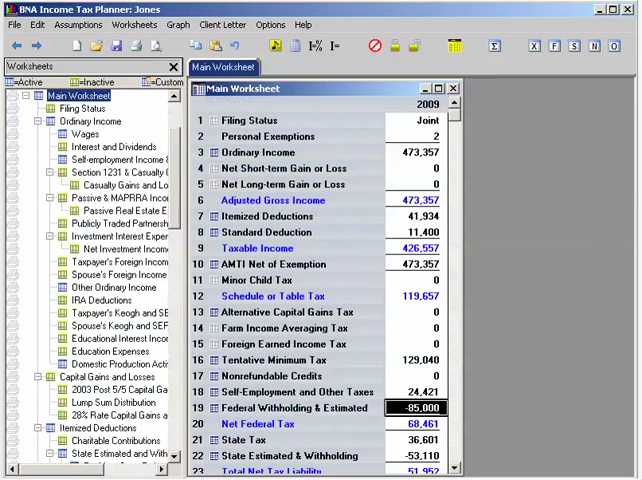 BNA Income Tax Planner: Jones
File Edit Assumptions Worksheets Graph Client Letter Options Help
I-% I= Σ X F S N O
Worksheets
=Active =Inactive =Custom
Main Worksheet
Filing Status
Ordinary Income
Wages
Interest and Dividends
Self-employment Income &
Section 1231 & Casualty G
Casualty Gains and Lo
Passive & MAPRRA Incom
Passive Real Estate E
Publicly Traded Partnersh
Investment Interest Exper
Net Investment Income
Taxpayer's Foreign Income
Spouse's Foreign Income
Other Ordinary Income
IRA Deductions
Taxpayer's Keogh and SE
Spouse's Keogh and SEF
Educational Interest Incor
Education Expenses
Domestic Production Acti
Capital Gains and Losses
2003 Post 5/5 Capital Ga
Lump Sum Distribution
28% Rate Capital Gains a
Itemized Deductions
Charitable Contributions
State Estimated and With
Main Worksheet
Main Worksheet
2009
1 Filing Status Joint
2 Personal Exemptions 2
3 Ordinary Income 473,357
4 Net Short-term Gain or Loss 0
5 Net Long-term Gain or Loss 0
6 Adjusted Gross Income 473,357
7 Itemized Deductions 41,934
8 Standard Deduction 11,400
9 Taxable Income 426,557
10 AMTI Net of Exemption 473,357
11 Minor Child Tax 0
12 Schedule or Table Tax 119,657
13 Alternative Capital Gains Tax 0
14 Farm Income Averaging Tax 0
15 Foreign Earned Income Tax 0
16 Tentative Minimum Tax 129,040
17 Nonrefundable Credits 0
18 Self-Employment and Other Taxes 24,421
19 Federal Withholding & Estimated -85,000
20 Net Federal Tax 68,461
21 State Tax 36,601
22 State Estimated & Withholding -53,110
23 Total Net Tax Liability 51,952